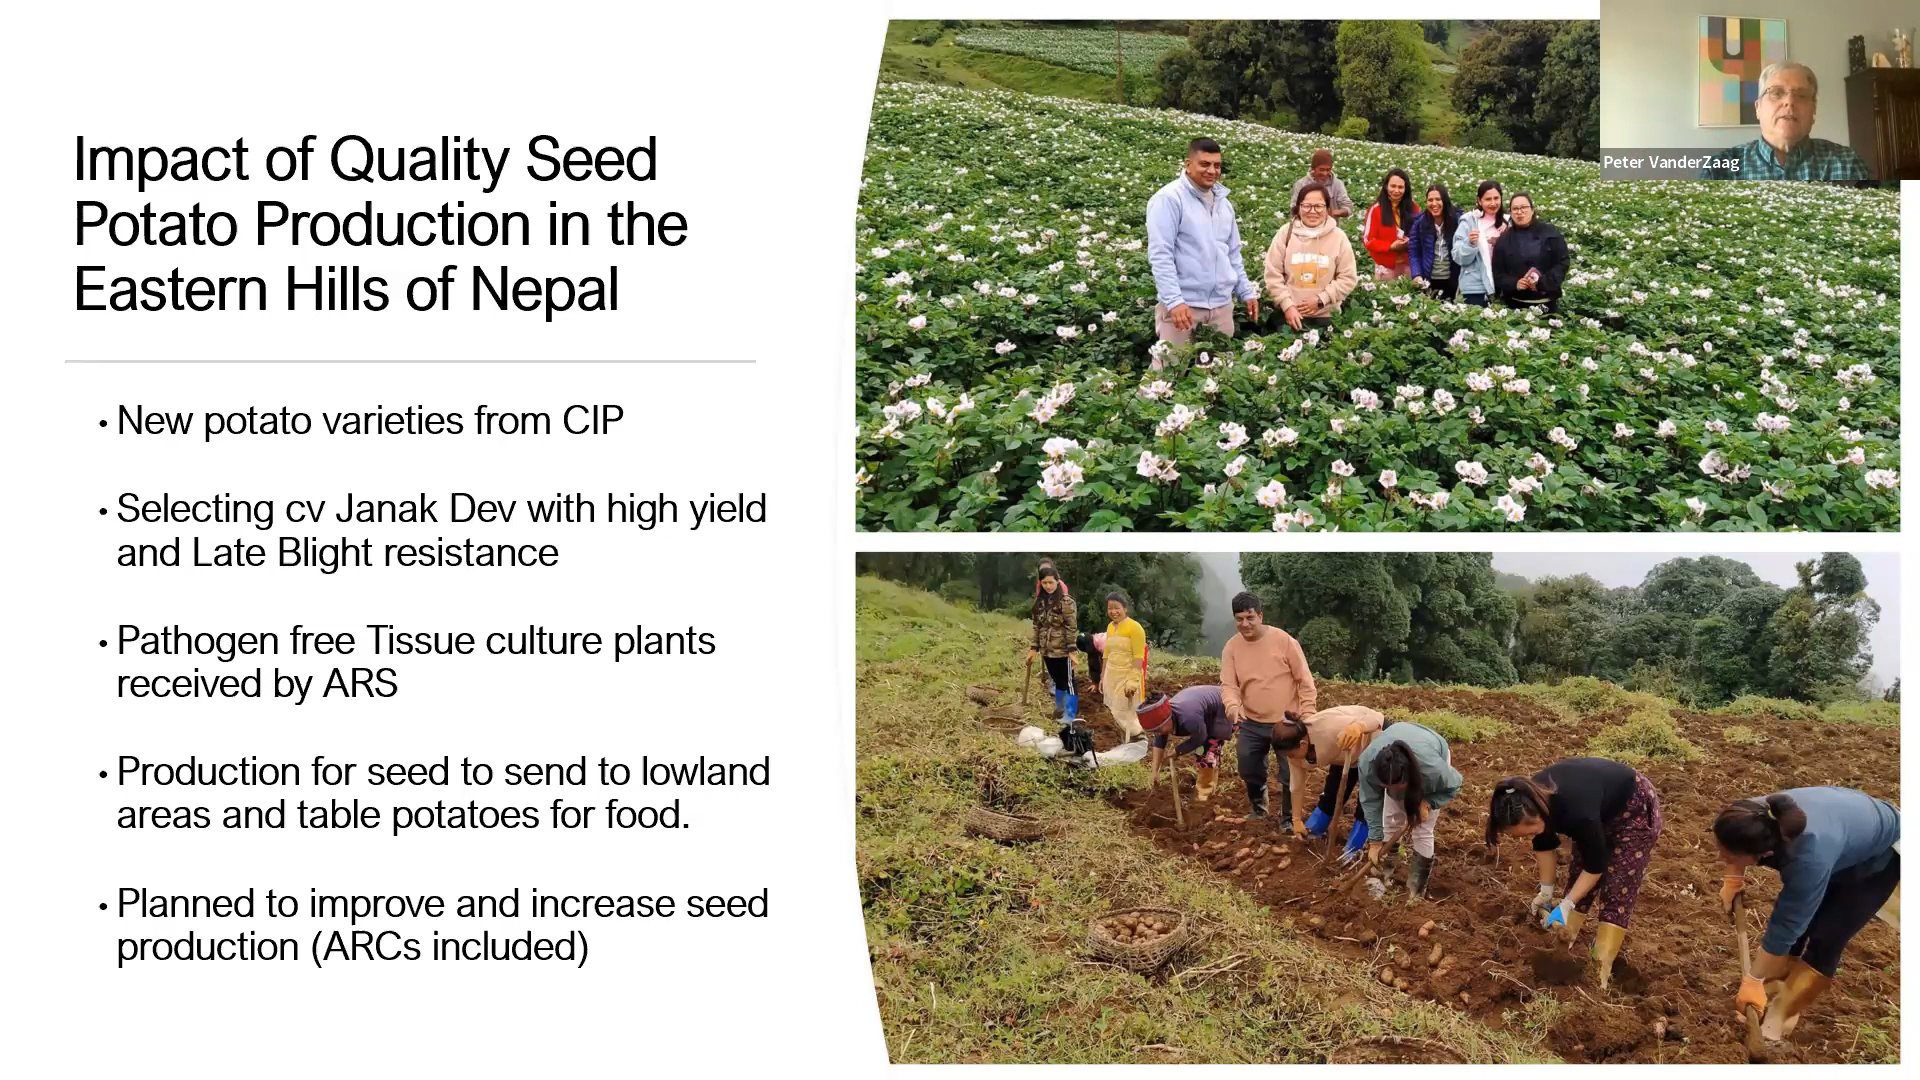 Impact of Quality Seed
Potato Production in the
Eastern Hills of Nepal
• New potato varieties from CIP
• Selecting cv Janak Dev with high yield
and Late Blight resistance
• Pathogen free Tissue culture plants
received by ARS
• Production for seed to send to lowland
areas and table potatoes for food.
• Planned to improve and increase seed
production (ARCs included)
Peter VanderZaag